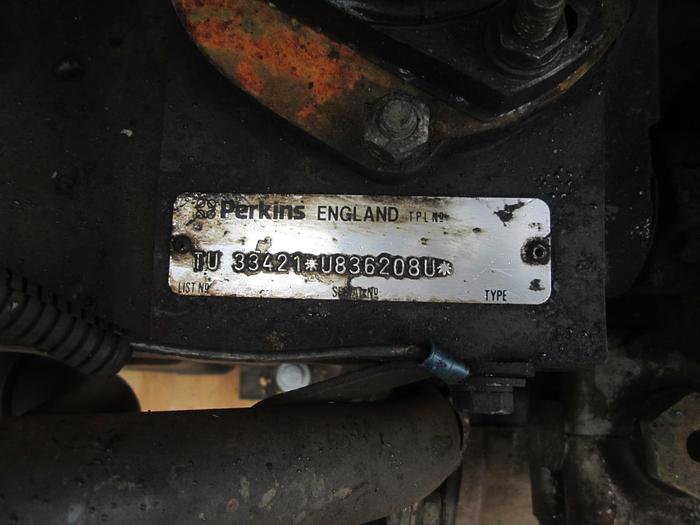 Perkins ENGLAND TPL Nº
TU 33421*U836208U*
LIST Nº SERIAL Nº TYPE